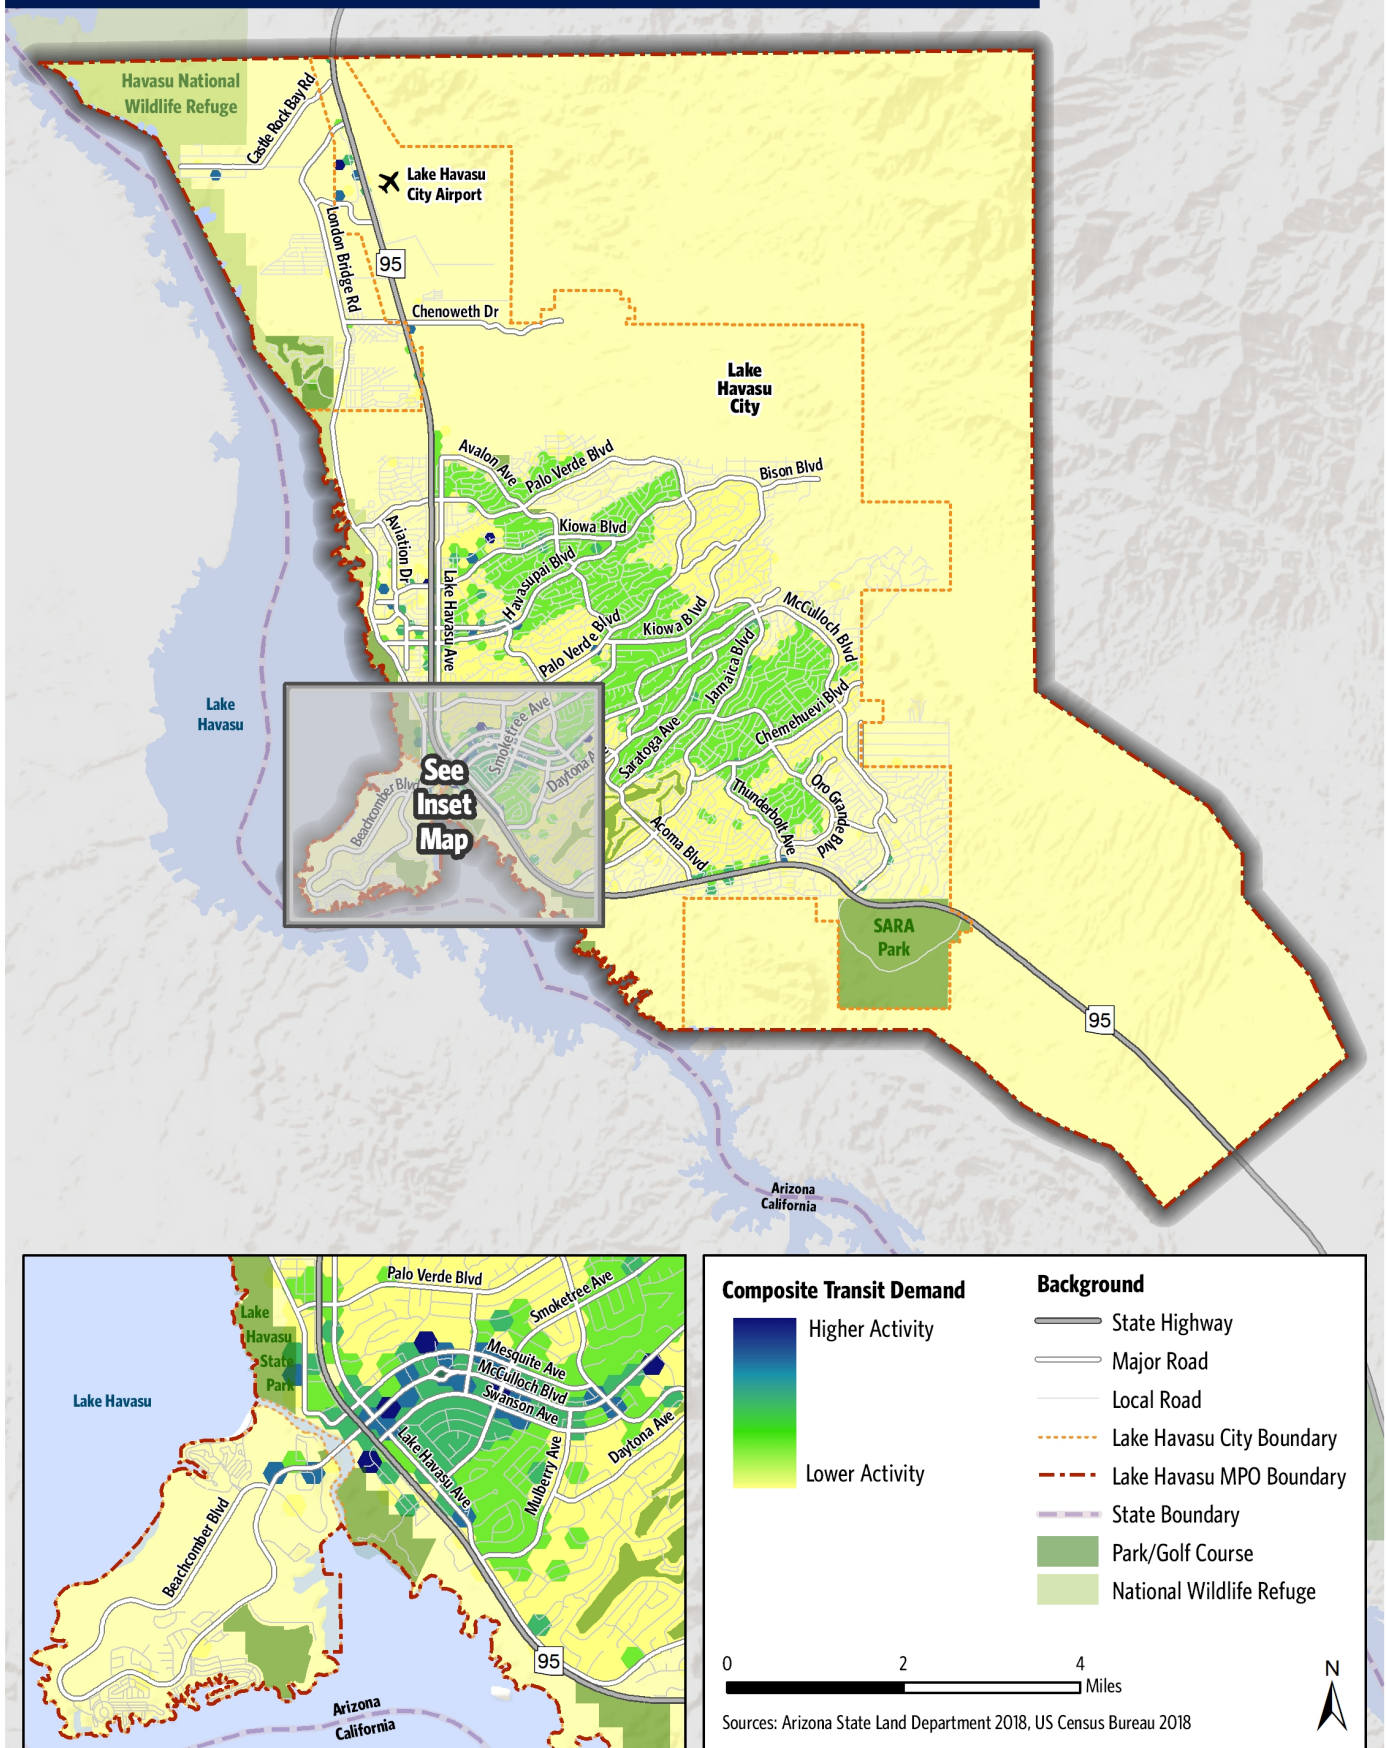 Havasu National
Wildlife Refuge
Castle Rock Bay Rd
Lake Havasu
City Airport
London Bridge Rd
95
Chenoweth Dr
Lake
Havasu
City
Avalon Ave
Palo Verde Blvd
Bison Blvd
Kiowa Blvd
Aviation Dr
Havasupai Blvd
Lake Havasu Ave
McCulloch Blvd
Kiowa Blvd
Palo Verde Blvd
Jamaica Blvd
Lake
Havasu
Chemehuevi Blvd
Smoketree Ave
Saratoga Ave
Daytona A
See
Inset
Map
Beachcomber Blvd
Thunderbolt Ave
Oro Grande Blvd
Acoma Blvd
SARA
Park
95
Arizona
California
Palo Verde Blvd
Smoketree Ave
Lake
Havasu
State
Park
Mesquite Ave
McCulloch Blvd
Swanson Ave
Lake Havasu
Lake Havasu Ave
Mulberry Ave
Daytona Ave
Beachcomber Blvd
95
Arizona
California
Composite Transit Demand
Higher Activity
Lower Activity
Background
State Highway
Major Road
Local Road
Lake Havasu City Boundary
Lake Havasu MPO Boundary
State Boundary
Park/Golf Course
National Wildlife Refuge
0 2 4
Miles
N
Sources: Arizona State Land Department 2018, US Census Bureau 2018